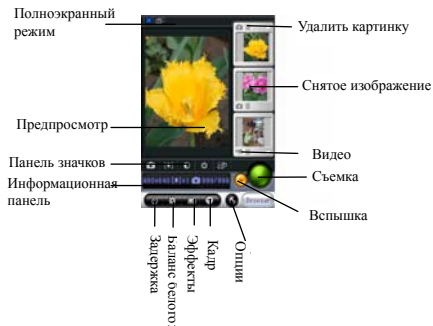 Полноэкранный
режим
Удалить картинку
Снятое изображение
Предпросмотр
Видео
Панель значков
Съемка
Информационная
панель
Вспышка
Задержка
Баланс белого
Эффекты
Кадр
Опции